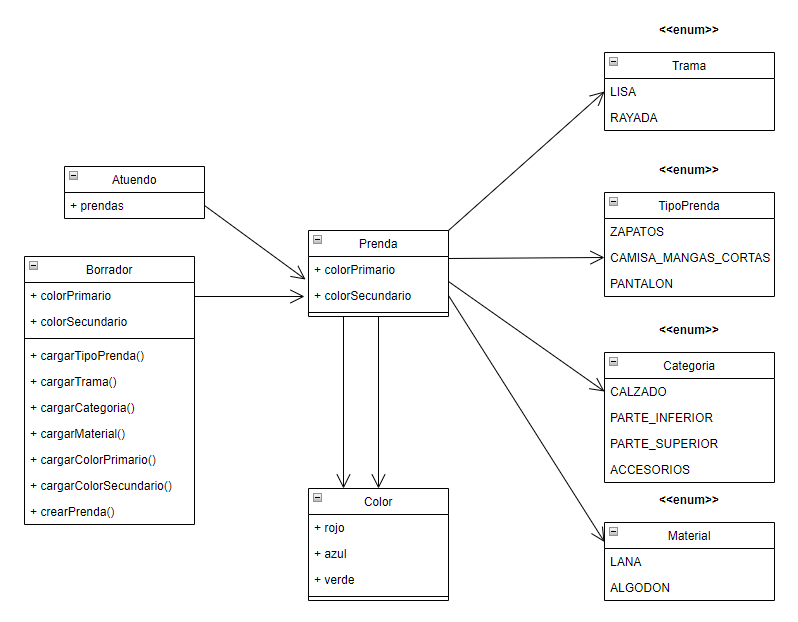 <<enum>>
Trama
LISA
RAYADA
<<enum>>
TipoPrenda
ZAPATOS
CAMISA_MANGAS_CORTAS
PANTALON
Atuendo
+ prendas
Prenda
+ colorPrimario
+ colorSecundario
Borrador
+ colorPrimario
+ colorSecundario
+ cargarTipoPrenda()
+ cargarTrama()
+ cargarCategoria()
+ cargarMaterial()
+ cargarColorPrimario()
+ cargarColorSecundario()
+ crearPrenda()
<<enum>>
Categoria
CALZADO
PARTE_INFERIOR
PARTE_SUPERIOR
ACCESORIOS
Color
+ rojo
+ azul
+ verde
<<enum>>
Material
LANA
ALGODON